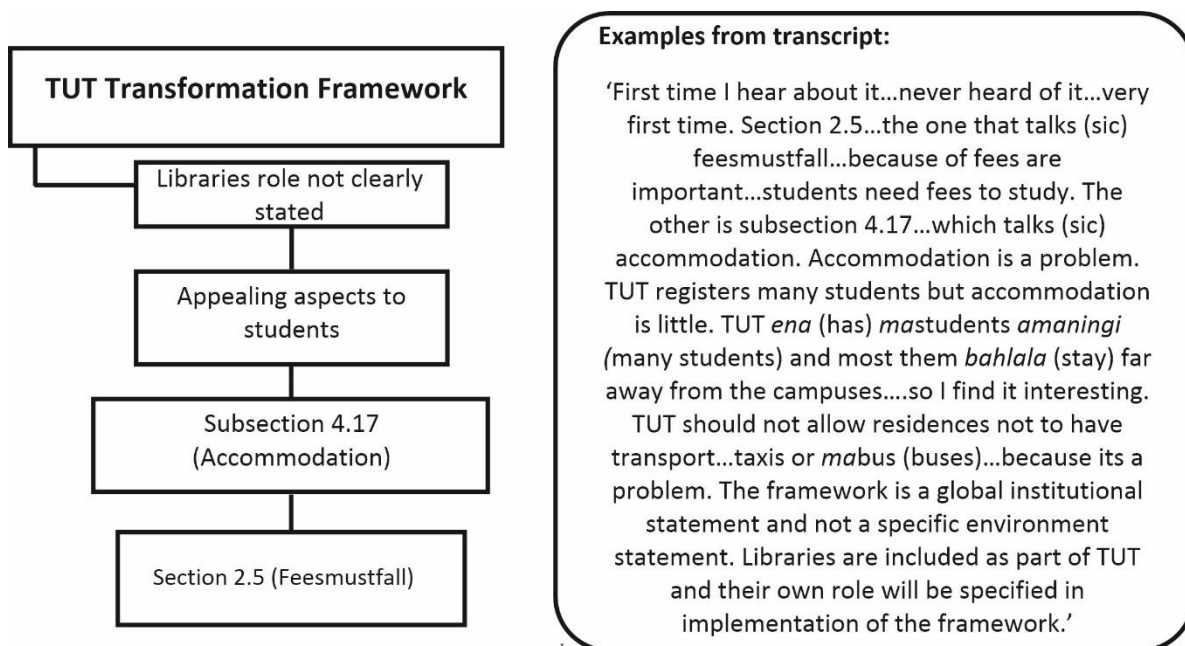 TUT Transformation Framework
Libraries role not clearly
stated
Appealing aspects to
students
Subsection 4.17
(Accommodation)
Section 2.5 (Feesmustfall)
Examples from transcript:
‘First time I hear about it...never heard of it...very
first time. Section 2.5...the one that talks (sic)
feesmustfall...because of fees are
important...students need fees to study. The
other is subsection 4.17...which talks (sic)
accommodation. Accommodation is a problem.
TUT registers many students but accommodation
is little. TUT ena (has) mastudents amaningi
(many students) and most them bahlala (stay) far
away from the campuses....so I find it interesting.
TUT should not allow residences not to have
transport...taxis or mabus (buses)...because its a
problem. The framework is a global institutional
statement and not a specific environment
statement. Libraries are included as part of TUT
and their own role will be specified in
implementation of the framework.’